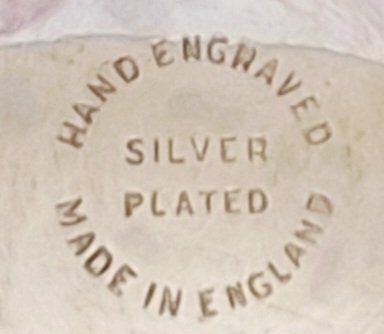 HAND ENGRAVED
SILVER
PLATED
MADE IN ENGLAND